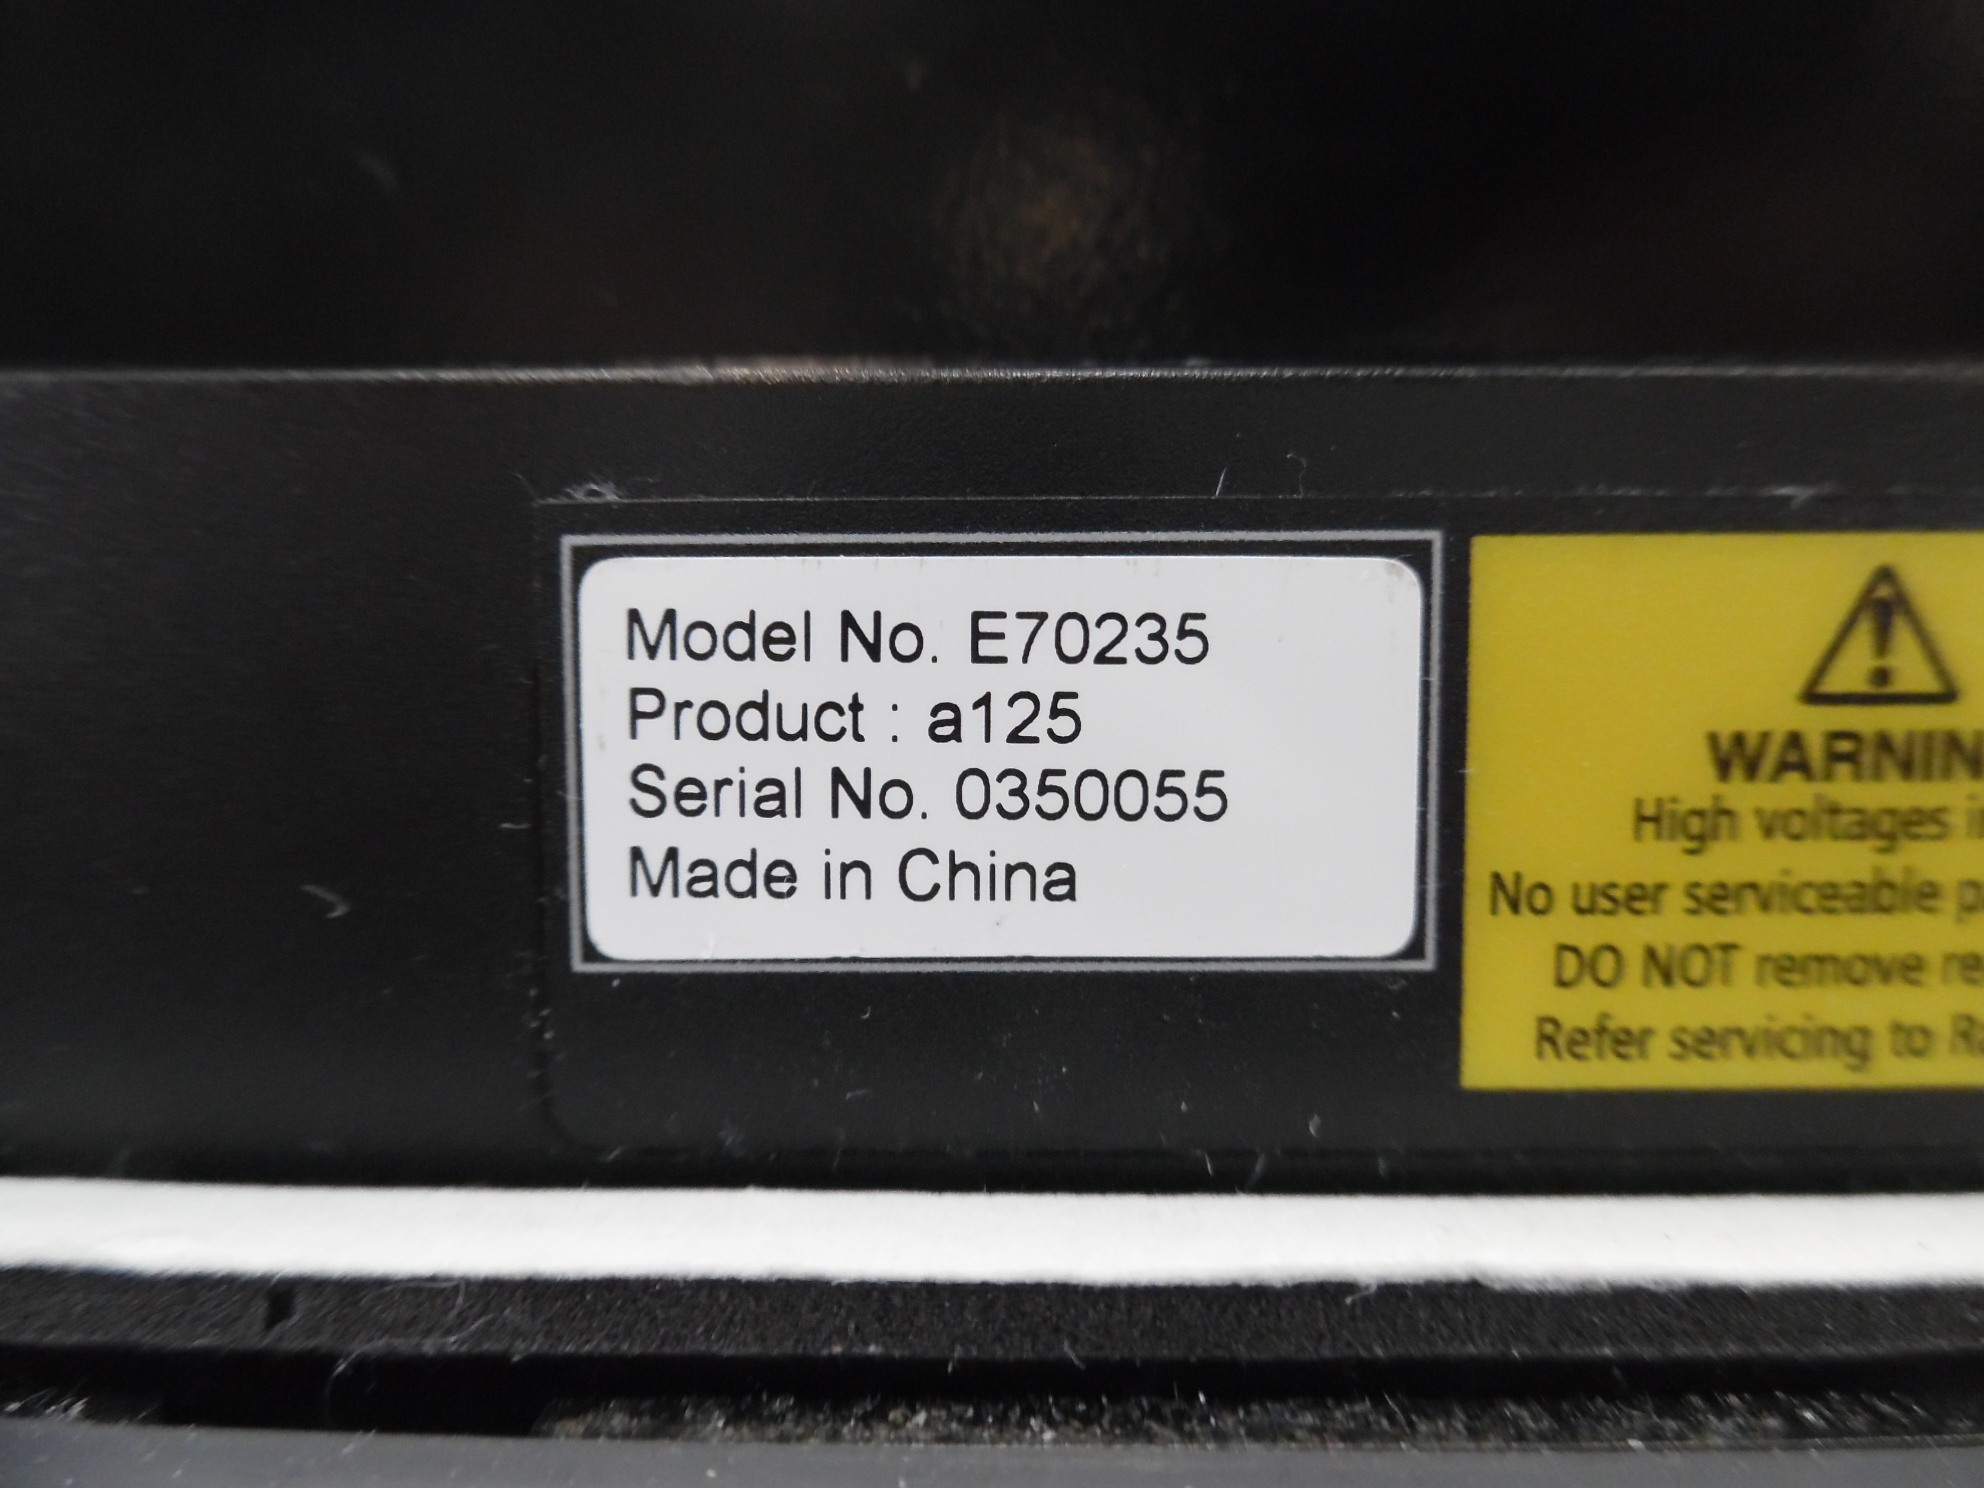 Model No. E70235
Product : a125
Serial No. 0350055
Made in China
WARNIN
High voltages i
No user serviceable p
DO NOT remove re
Refer servicing to Ra